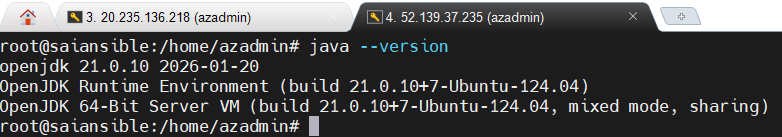 3. 20.235.136.218 (azadmin)
4. 52.139.37.235 (azadmin)
root@saiansible:/home/azadmin# java --version
openjdk 21.0.10 2026-01-20
OpenJDK Runtime Environment (build 21.0.10+7-Ubuntu-124.04)
OpenJDK 64-Bit Server VM (build 21.0.10+7-Ubuntu-124.04, mixed mode, sharing)
root@saiansible:/home/azadmin#